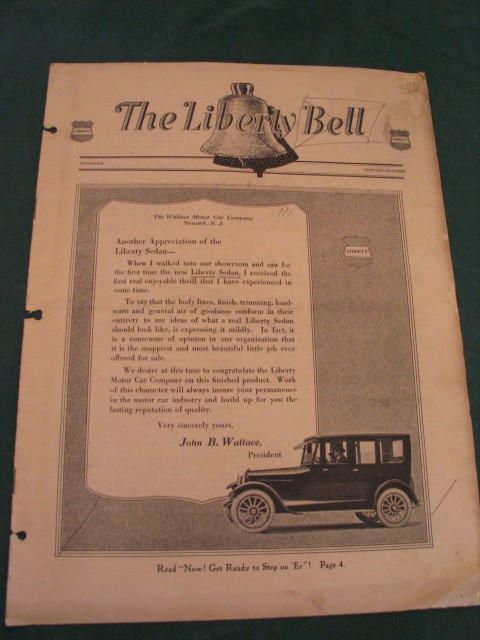 The Liberty Bell
LIBERTY
LIBERTY
DECEMBER
The Wallace Motor Car Company
Newark, N. J.
LIBERTY
Another Appreciation of the
Liberty Sedan—
When I walked into our showroom and saw for
the first time the new Liberty Sedan, I received the
first real enjoyable thrill that I have experienced in
some time.
To say that the body lines, finish, trimming, hard-
ware and general air of goodness conform in their
entirety to my ideas of what a real Liberty Sedan
should look like, is expressing it mildly. In fact, it
is a consensus of opinion in our organization that
it is the snappiest and most beautiful little job ever
offered for sale.
We desire at this time to congratulate the Liberty
Motor Car Company on this finished product. Work
of this character will always insure your permanence
in the motor car industry and build up for you the
lasting reputation of quality.
Very sincerely yours,
John B. Wallace,
President
Read "Now! Get Ready to Step on 'Er"! Page 4.